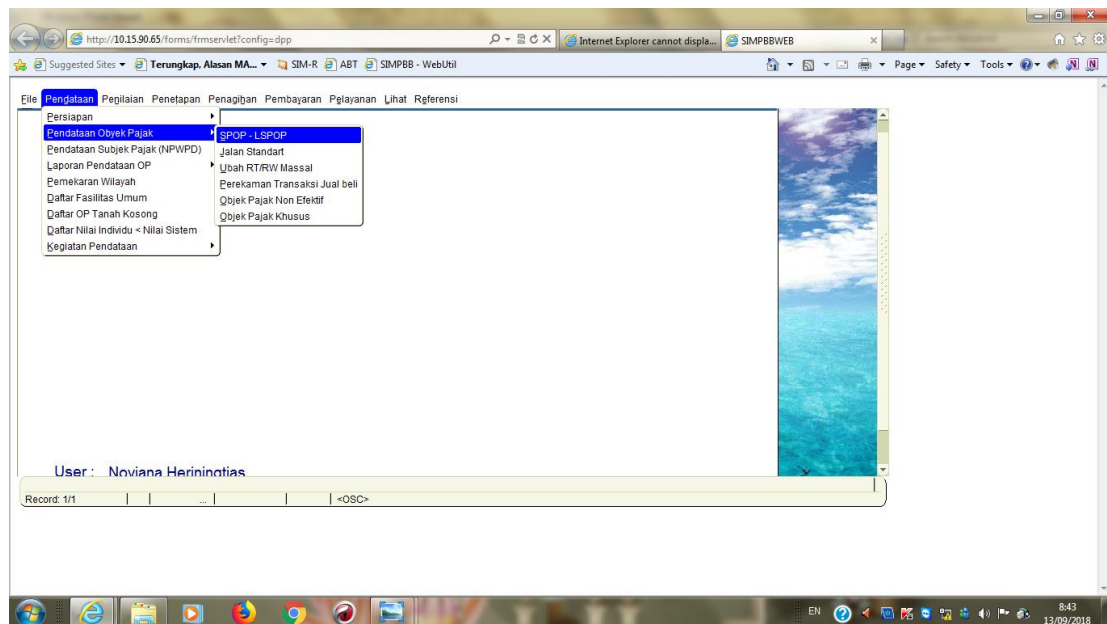 http://10.15.90.65/forms/frmservlet?config=dpp
Internet Explorer cannot displa...
SIMPBBWEB
Suggested Sites
Terungkap, Alasan MA...
SIM-R
ABT
SIMPBB - WebUtil
Page
Safety
Tools
File Pendataan Penilaian Penetapan Penagihan Pembayaran Pelayanan Lihat Referensi
Persiapan
Pendataan Obyek Pajak
Pendataan Subjek Pajak (NPWPD)
Laporan Pendataan OP
Pemekaran Wilayah
Daftar Fasilitas Umum
Daftar OP Tanah Kosong
Daftar Nilai Individu < Nilai Sistem
Kegiatan Pendataan
SPOP - LSPOP
Jalan Standart
Ubah RT/RW Massal
Perekaman Transaksi Jual beli
Objek Pajak Non Efektif
Objek Pajak Khusus
User : Noviana Heriningtias
Record: 1/1 ... <OSC>
EN
8:43
13/09/2018